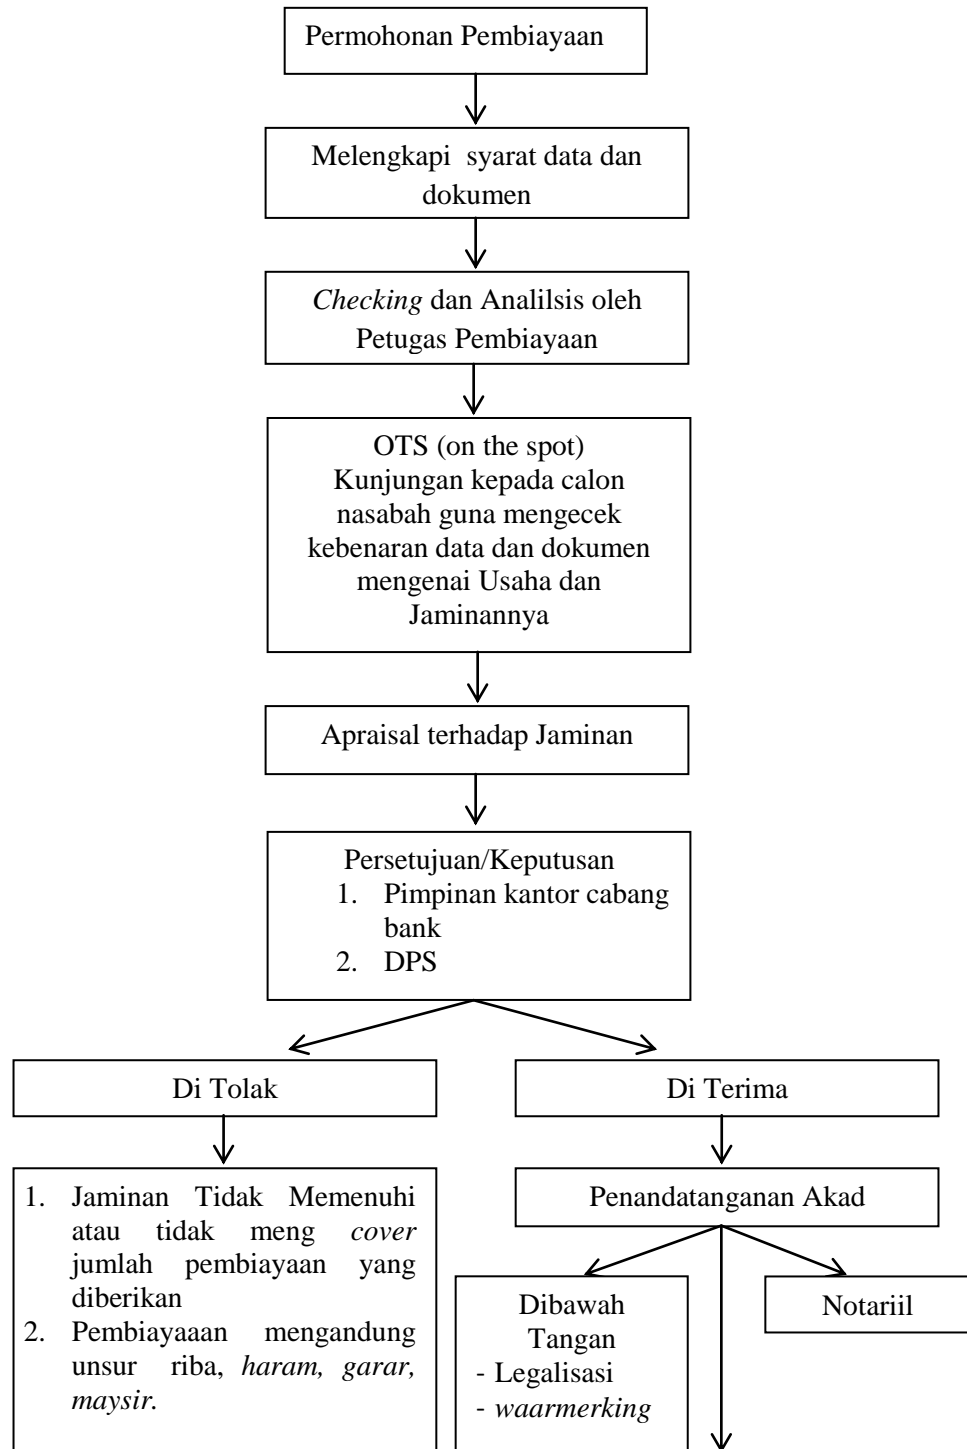 Permohonan Pembiayaan
Melengkapi syarat data dan
dokumen
Checking dan Analilsis oleh
Petugas Pembiayaan
OTS (on the spot)
Kunjungan kepada calon
nasabah guna mengecek
kebenaran data dan dokumen
mengenai Usaha dan
Jaminannya
Apraisal terhadap Jaminan
Persetujuan/Keputusan
1. Pimpinan kantor cabang
bank
2. DPS
Di Tolak
Di Terima
1. Jaminan Tidak Memenuhi
atau tidak meng cover
jumlah pembiayaan yang
diberikan
2. Pembiayaaan mengandung
unsur riba, haram, garar,
maysir.
Penandatanganan Akad
Dibawah
Tangan
- Legalisasi
- waarmerking
Notariil